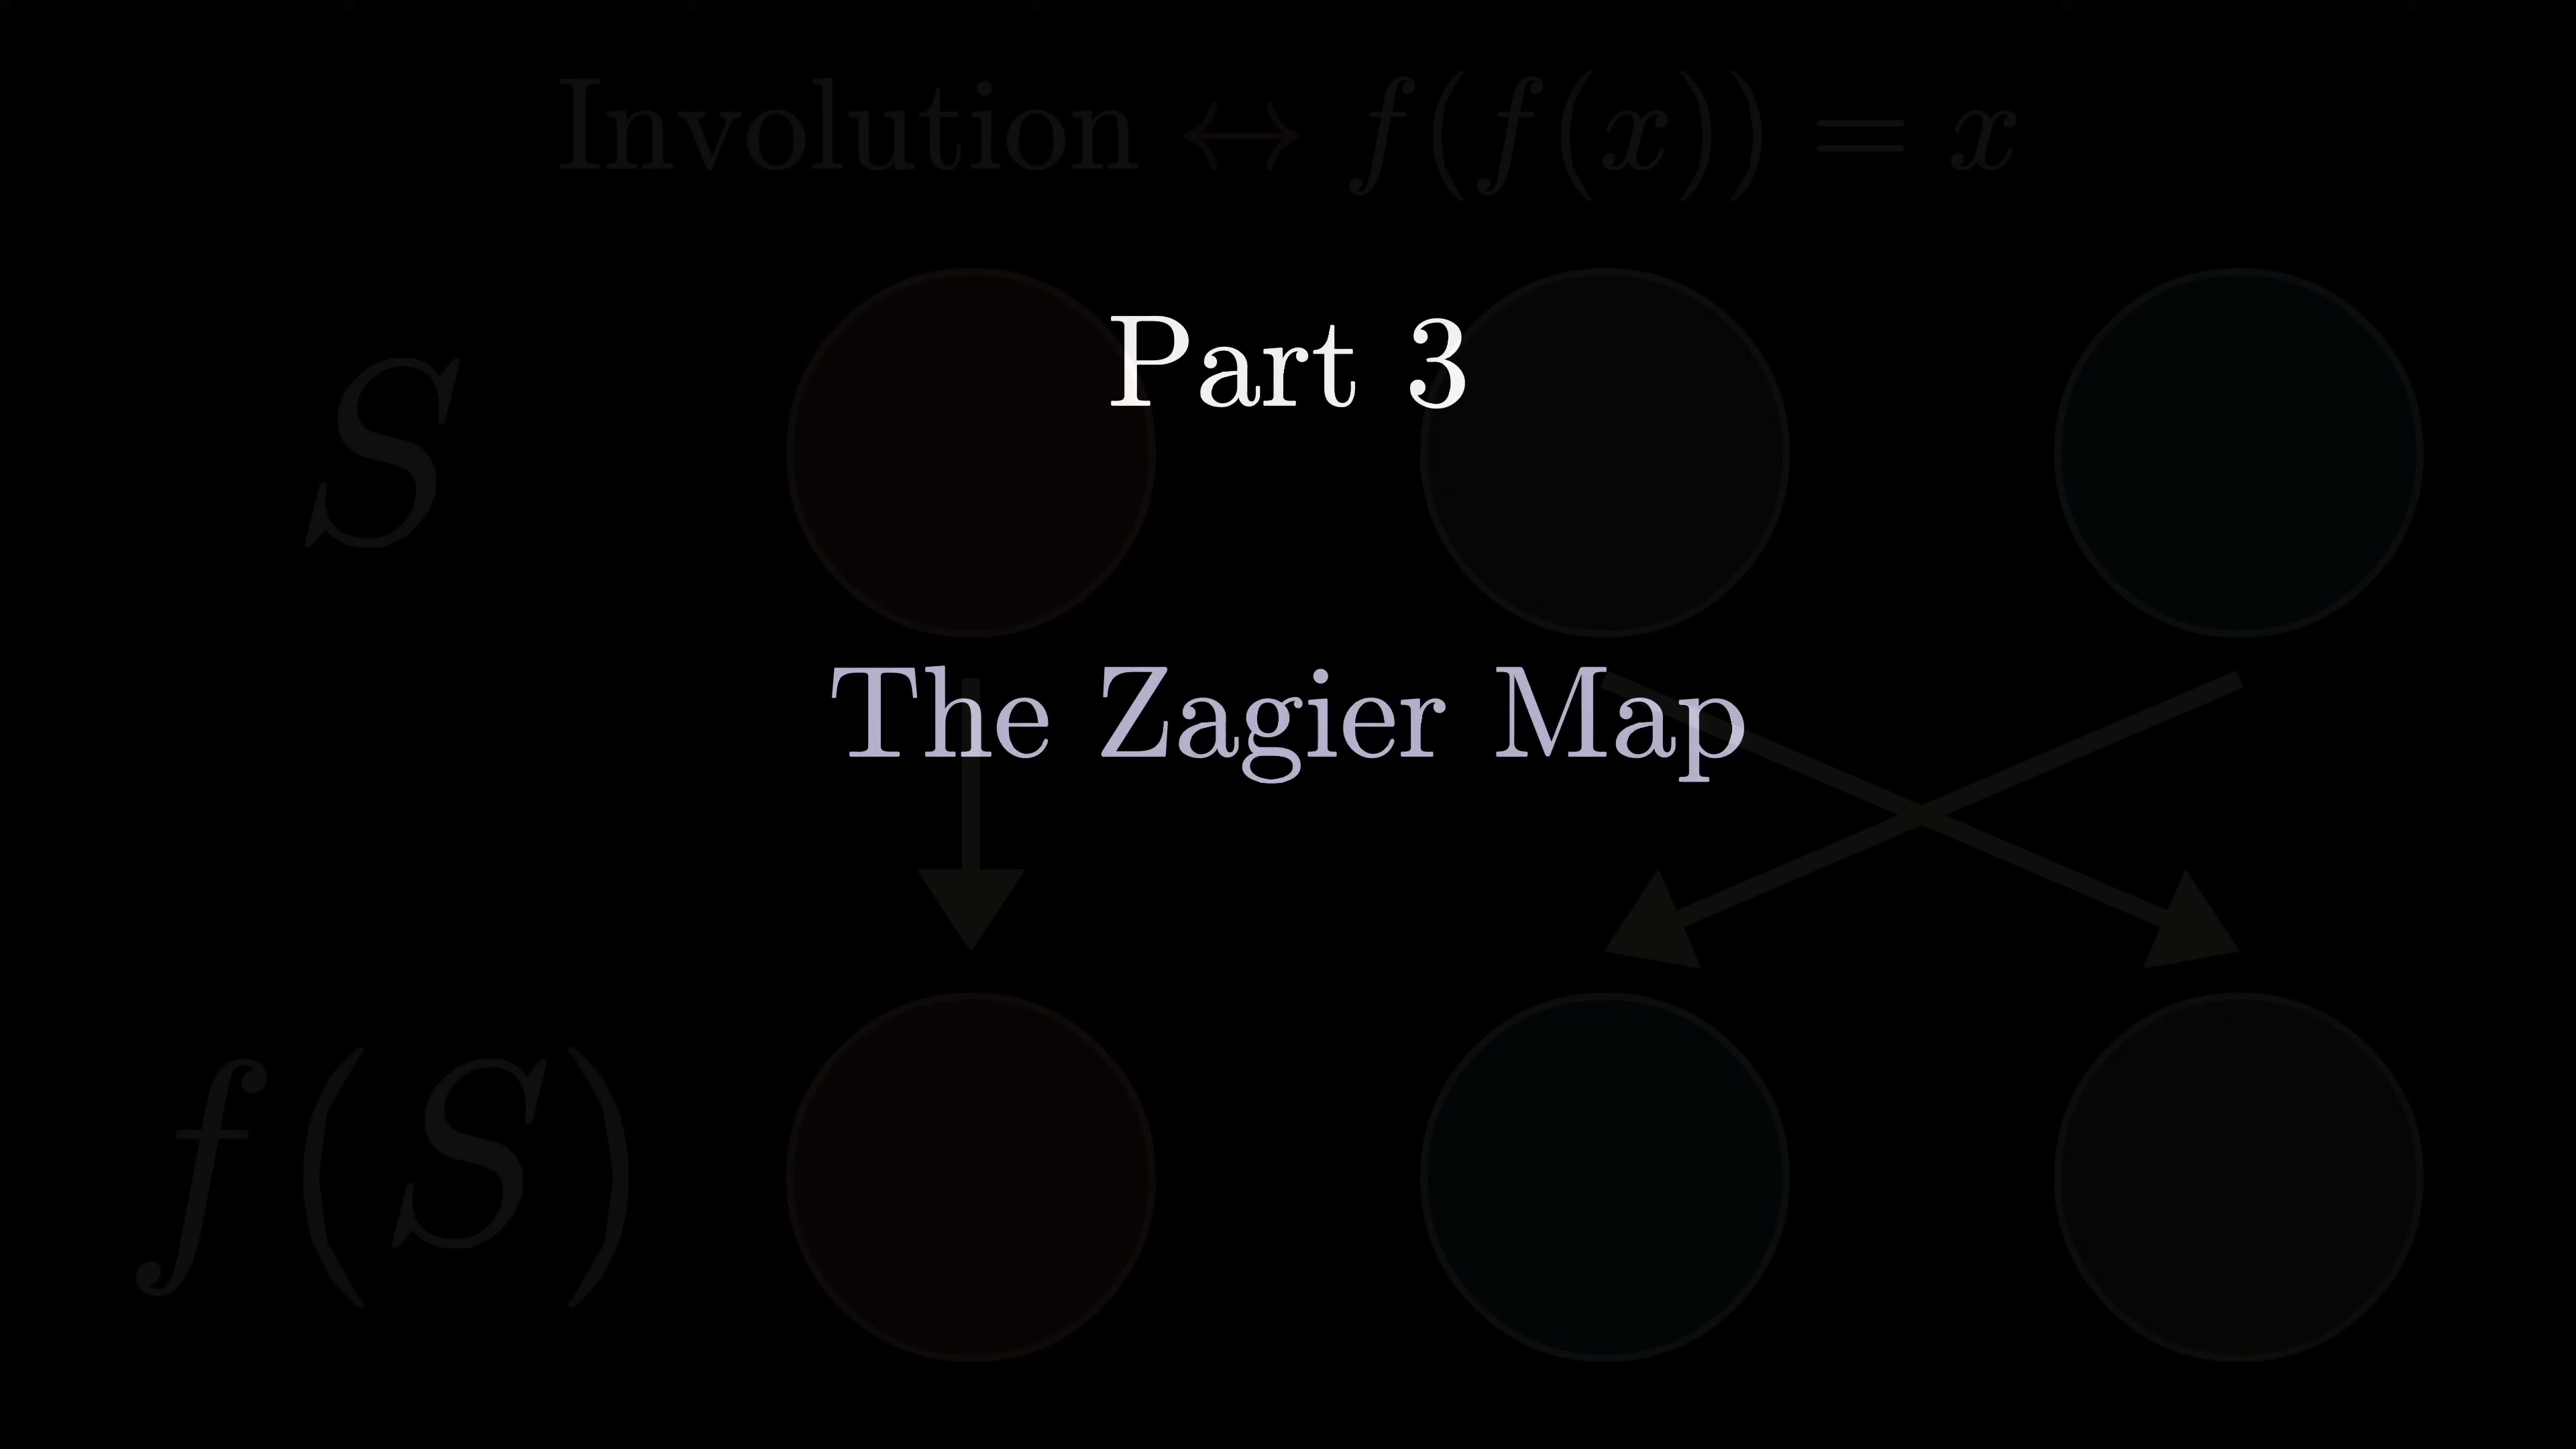 Involution ↔ f(f(x)) = x
Part 3
S
The Zagier Map
f(S)